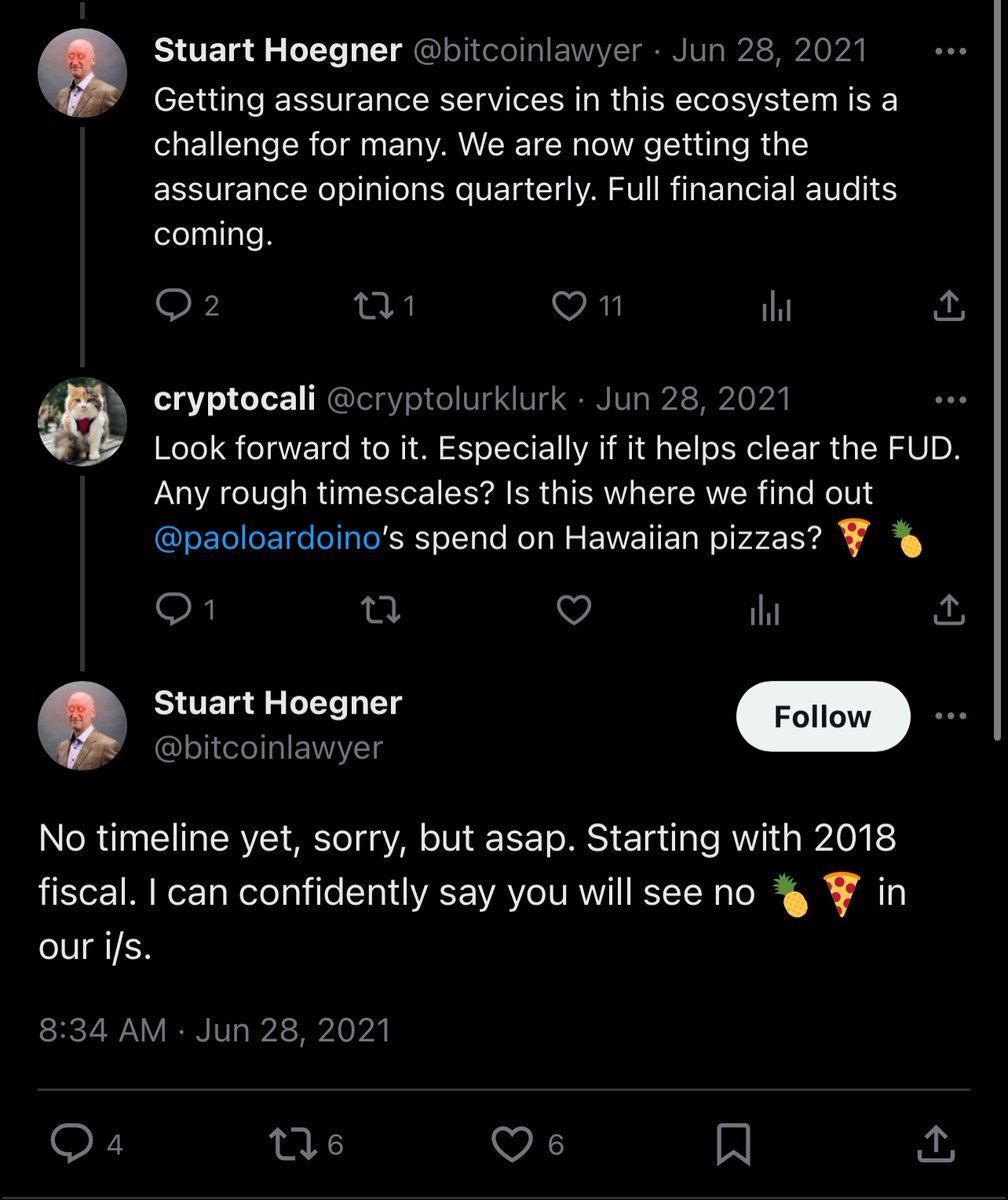 Stuart Hoegner @bitcoinlawyer · Jun 28, 2021
Getting assurance services in this ecosystem is a
challenge for many. We are now getting the
assurance opinions quarterly. Full financial audits
coming.
2 1 11
cryptocali @cryptolurklurk · Jun 28, 2021
Look forward to it. Especially if it helps clear the FUD.
Any rough timescales? Is this where we find out
@paoloardoino’s spend on Hawaiian pizzas? 🍕 🍍
1
Stuart Hoegner
@bitcoinlawyer
Follow
No timeline yet, sorry, but asap. Starting with 2018
fiscal. I can confidently say you will see no 🍍 🍕 in
our i/s.
8:34 AM · Jun 28, 2021
4 6 6